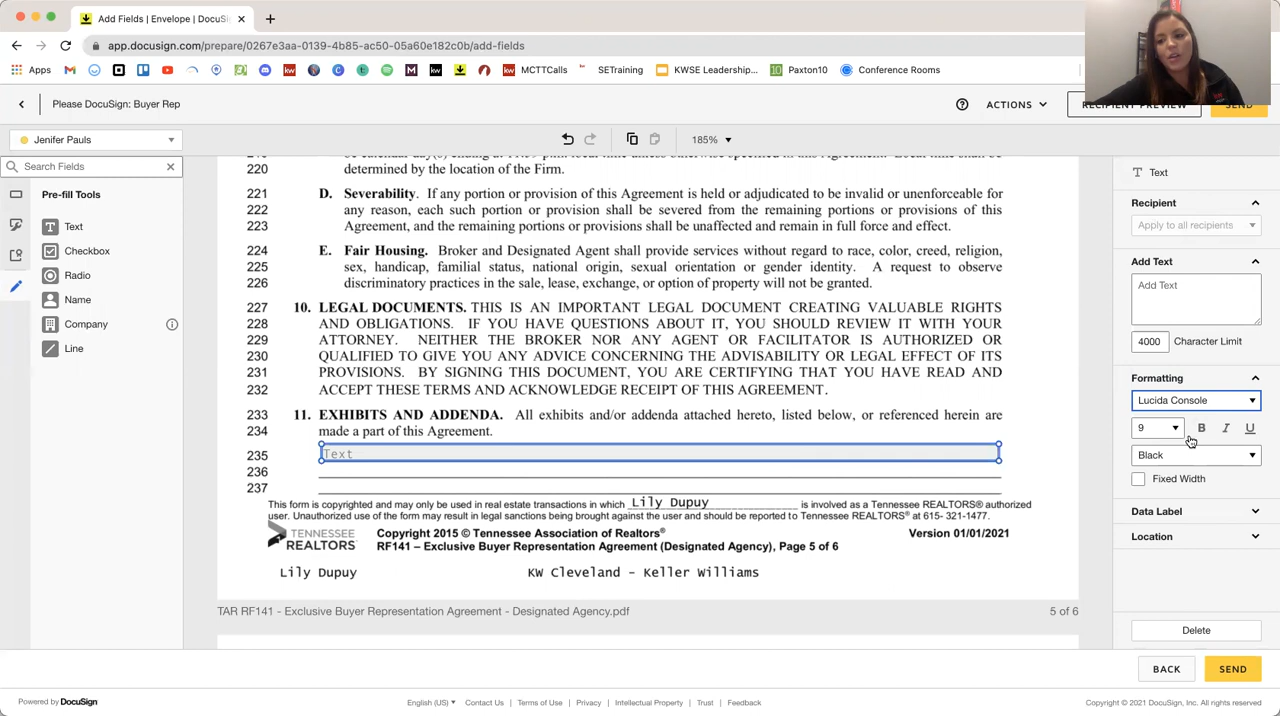 Add Fields | Envelope | DocuSi
app.docusign.com/prepare/0267e3aa-0139-4b85-ac50-05a60e182c0b/add-fields
Apps
MCTTCalls
SETraining
KWSE Leadership...
Paxton10
Conference Rooms
Please DocuSign: Buyer Rep
ACTIONS
RECIPIENT PREVIEW
SEND
Jenifer Pauls
185%
Search Fields
Pre-fill Tools
Text
Checkbox
Radio
Name
Company
Line
220 determined by the location of the Firm.
221 D. Severability. If any portion or provision of this Agreement is held or adjudicated to be invalid or unenforceable for
222 any reason, each such portion or provision shall be severed from the remaining portions or provisions of this
223 Agreement, and the remaining portions or provisions shall be unaffected and remain in full force and effect.
224 E. Fair Housing. Broker and Designated Agent shall provide services without regard to race, color, creed, religion,
225 sex, handicap, familial status, national origin, sexual orientation or gender identity. A request to observe
226 discriminatory practices in the sale, lease, exchange, or option of property will not be granted.
227 10. LEGAL DOCUMENTS. THIS IS AN IMPORTANT LEGAL DOCUMENT CREATING VALUABLE RIGHTS
228 AND OBLIGATIONS. IF YOU HAVE QUESTIONS ABOUT IT, YOU SHOULD REVIEW IT WITH YOUR
229 ATTORNEY. NEITHER THE BROKER NOR ANY AGENT OR FACILITATOR IS AUTHORIZED OR
230 QUALIFIED TO GIVE YOU ANY ADVICE CONCERNING THE ADVISABILITY OR LEGAL EFFECT OF ITS
231 PROVISIONS. BY SIGNING THIS DOCUMENT, YOU ARE CERTIFYING THAT YOU HAVE READ AND
232 ACCEPT THESE TERMS AND ACKNOWLEDGE RECEIPT OF THIS AGREEMENT.
233 11. EXHIBITS AND ADDENDA. All exhibits and/or addenda attached hereto, listed below, or referenced herein are
234 made a part of this Agreement.
235 Text
236
237
This form is copyrighted and may only be used in real estate transactions in which Lily Dupuy is involved as a Tennessee REALTORS® authorized
user. Unauthorized use of the form may result in legal sanctions being brought against the user and should be reported to Tennessee REALTORS® at 615- 321-1477.
TENNESSEE REALTORS
Copyright 2015 © Tennessee Association of Realtors®
Version 01/01/2021
RF141 – Exclusive Buyer Representation Agreement (Designated Agency), Page 5 of 6
Lily Dupuy
KW Cleveland - Keller Williams
TAR RF141 - Exclusive Buyer Representation Agreement - Designated Agency.pdf
5 of 6
Text
Recipient
Apply to all recipients
Add Text
Add Text
4000 Character Limit
Formatting
Lucida Console
9 B I U
Black
Fixed Width
Data Label
Location
Delete
BACK
SEND
Powered by DocuSign
English (US)
Contact Us
Terms of Use
Privacy
Intellectual Property
Trust
Feedback
Copyright © 2021 DocuSign, Inc. All rights reserved